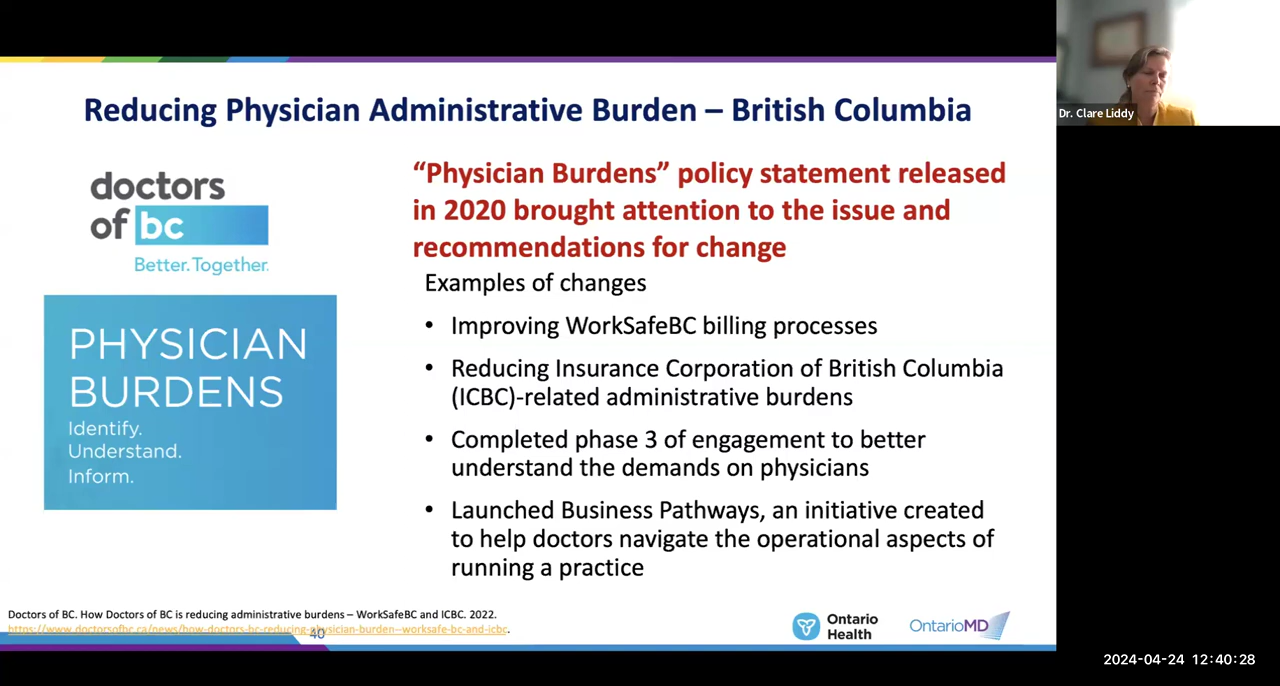 Reducing Physician Administrative Burden – British Columbia
doctors
of bc
Better.Together.
PHYSICIAN
BURDENS
Identify.
Understand.
Inform.
“Physician Burdens” policy statement released
in 2020 brought attention to the issue and
recommendations for change
Examples of changes
• Improving WorkSafeBC billing processes
• Reducing Insurance Corporation of British Columbia
(ICBC)-related administrative burdens
• Completed phase 3 of engagement to better
understand the demands on physicians
• Launched Business Pathways, an initiative created
to help doctors navigate the operational aspects of
running a practice
Doctors of BC. How Doctors of BC is reducing administrative burdens – WorkSafeBC and ICBC. 2022.
https://www.doctorsofbc.ca/news/how-doctors-bc-reducing-physician-burden--worksafe-bc-and-icbc.
40
Ontario
Health
OntarioMD
Dr. Clare Liddy
2024-04-24 12:40:28